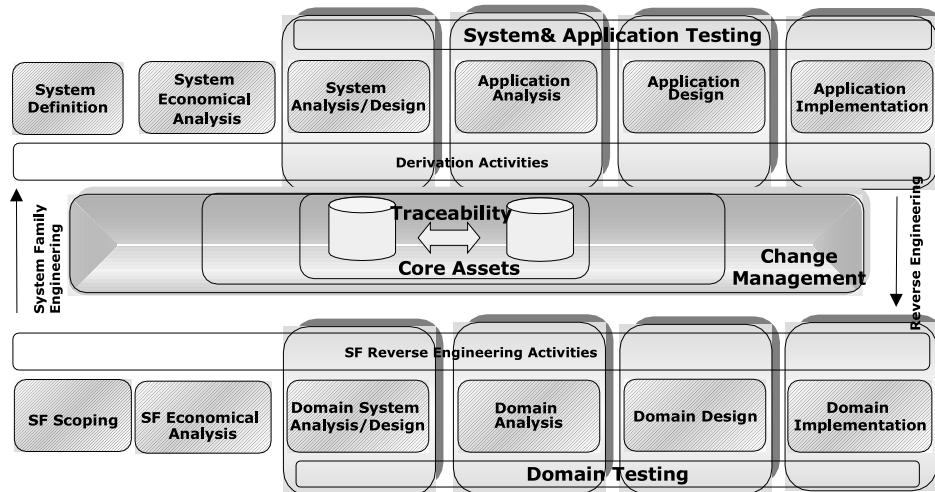 System& Application Testing
System
Definition
System
Economical
Analysis
System
Analysis/Design
Application
Analysis
Application
Design
Application
Implementation
Derivation Activities
System Family
Engineering
Traceability
Core Assets
Change
Management
Reverse Engineering
SF Reverse Engineering Activities
SF Scoping
SF Economical
Analysis
Domain System
Analysis/Design
Domain
Analysis
Domain Design
Domain
Implementation
Domain Testing